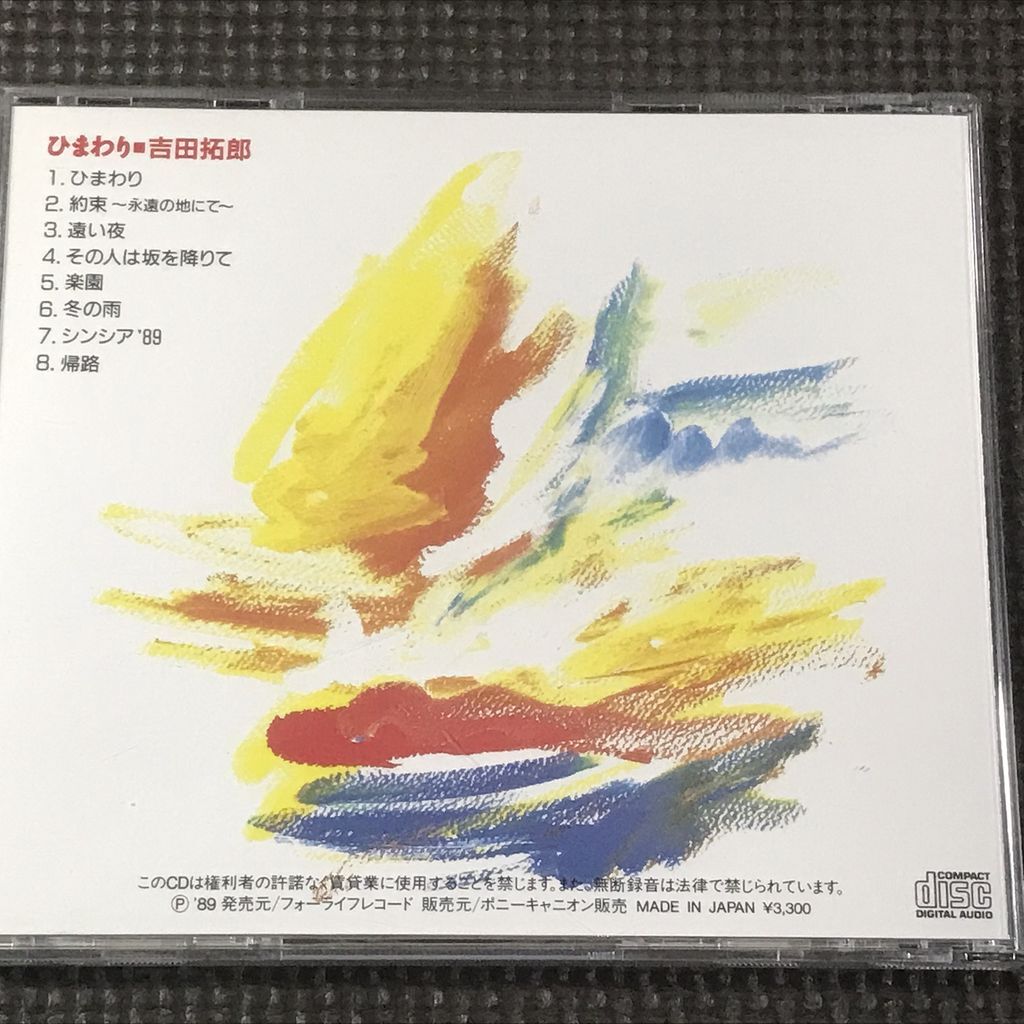 ひまわり■吉田拓郎
1. ひまわり
2. 約束 〜永遠の地にて〜
3. 遠い夜
4. その人は坂を降りて
5. 楽園
6. 冬の雨
7. シンシア '89
8. 帰路
このCDは権利者の許諾なく賃貸業に使用することを禁じます。また、無断録音は法律で禁じられています。
Ⓟ '89 発売元/フォーライフレコード 販売元/ポニーキャニオン販売 MADE IN JAPAN ¥3,300
COMPACT
disc
DIGITAL AUDIO